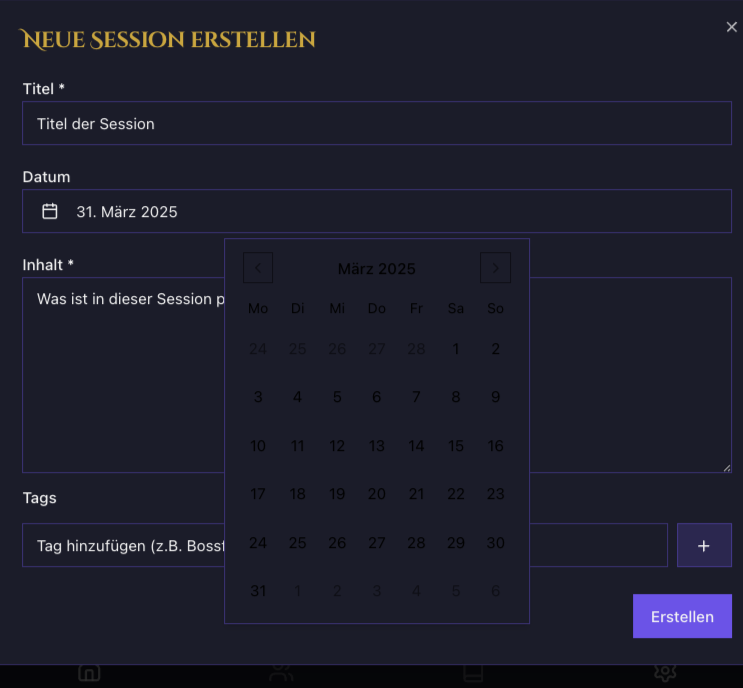 Neue Session erstellen
Titel *
Titel der Session
Datum
31. März 2025
Inhalt *
Was ist in dieser Session p
März 2025
Mo Di Mi Do Fr Sa So
24 25 26 27 28 1 2
3 4 5 6 7 8 9
10 11 12 13 14 15 16
17 18 19 20 21 22 23
24 25 26 27 28 29 30
31 1 2 3 4 5 6
Tags
Tag hinzufügen (z.B. Bossf
+
Erstellen